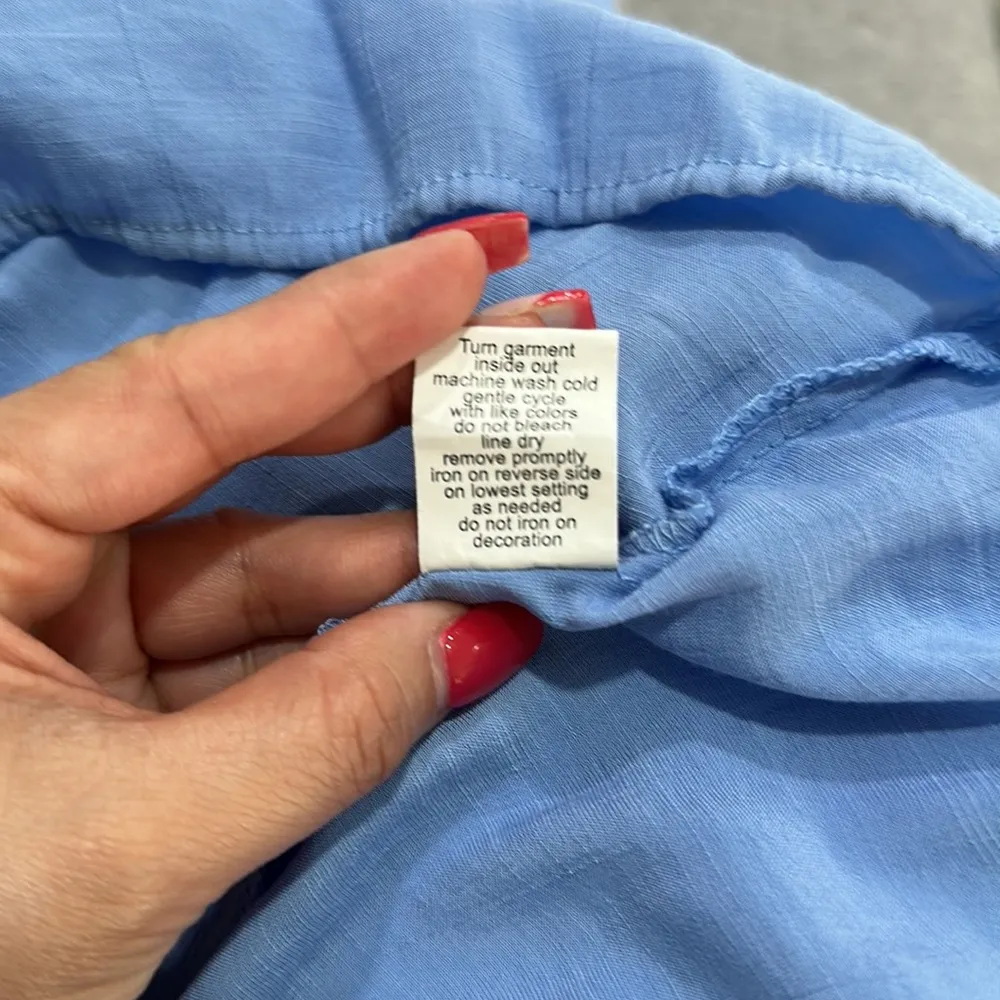 Turn garment
inside out
machine wash cold
gentle cycle
with like colors
do not bleach
line dry
remove promptly
iron on reverse side
on lowest setting
as needed
do not iron on
decoration